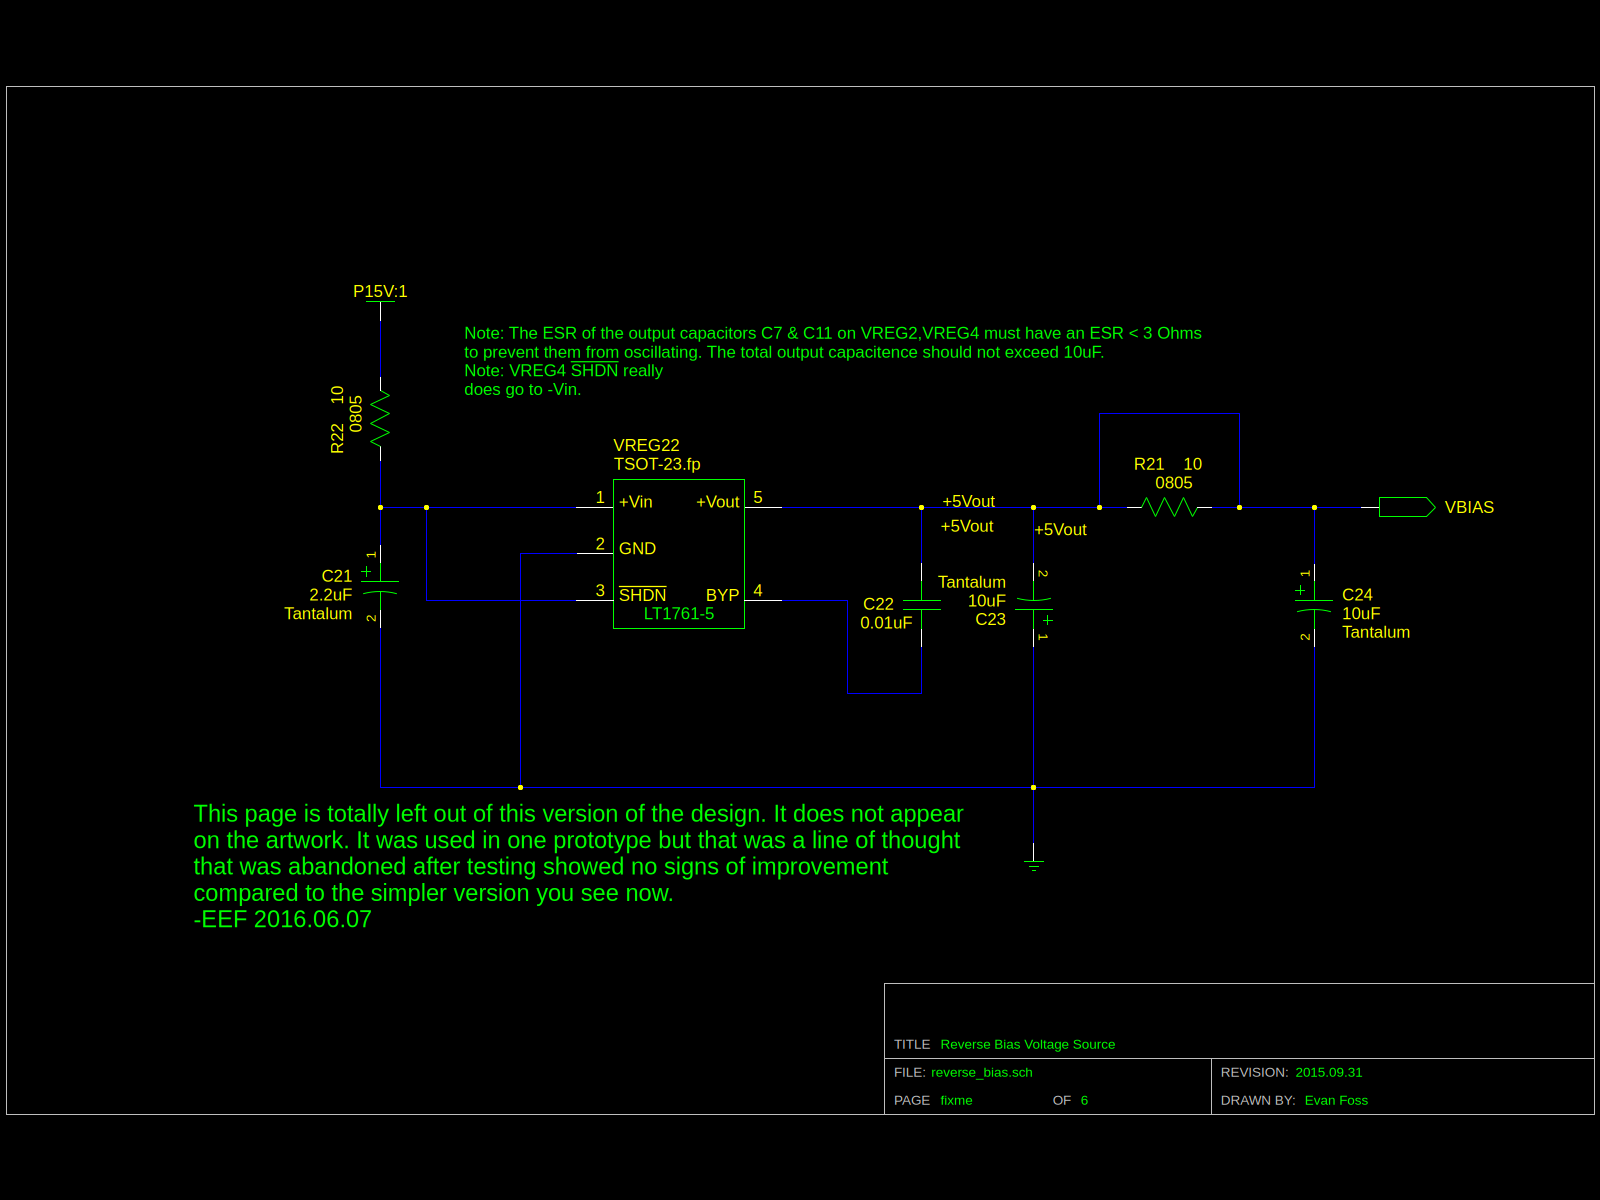 P15V:1
Note: The ESR of the output capacitors C7 & C11 on VREG2,VREG4 must have an ESR < 3 Ohms
to prevent them from oscillating. The total output capacitence should not exceed 10uF.
Note: VREG4 SHDN really
does go to -Vin.
R22 10
0805
VREG22
TSOT-23.fp
1 +Vin +Vout 5
2 GND
3 SHDN BYP 4
LT1761-5
+5Vout
+5Vout
+5Vout
R21 10
0805
VBIAS
1
C21
2.2uF
Tantalum
2
C22
0.01uF
2
Tantalum
10uF
C23
1
1
C24
10uF
Tantalum
2
This page is totally left out of this version of the design. It does not appear
on the artwork. It was used in one prototype but that was a line of thought
that was abandoned after testing showed no signs of improvement
compared to the simpler version you see now.
-EEF 2016.06.07
TITLE Reverse Bias Voltage Source
FILE: reverse_bias.sch
REVISION: 2015.09.31
PAGE fixme OF 6
DRAWN BY: Evan Foss